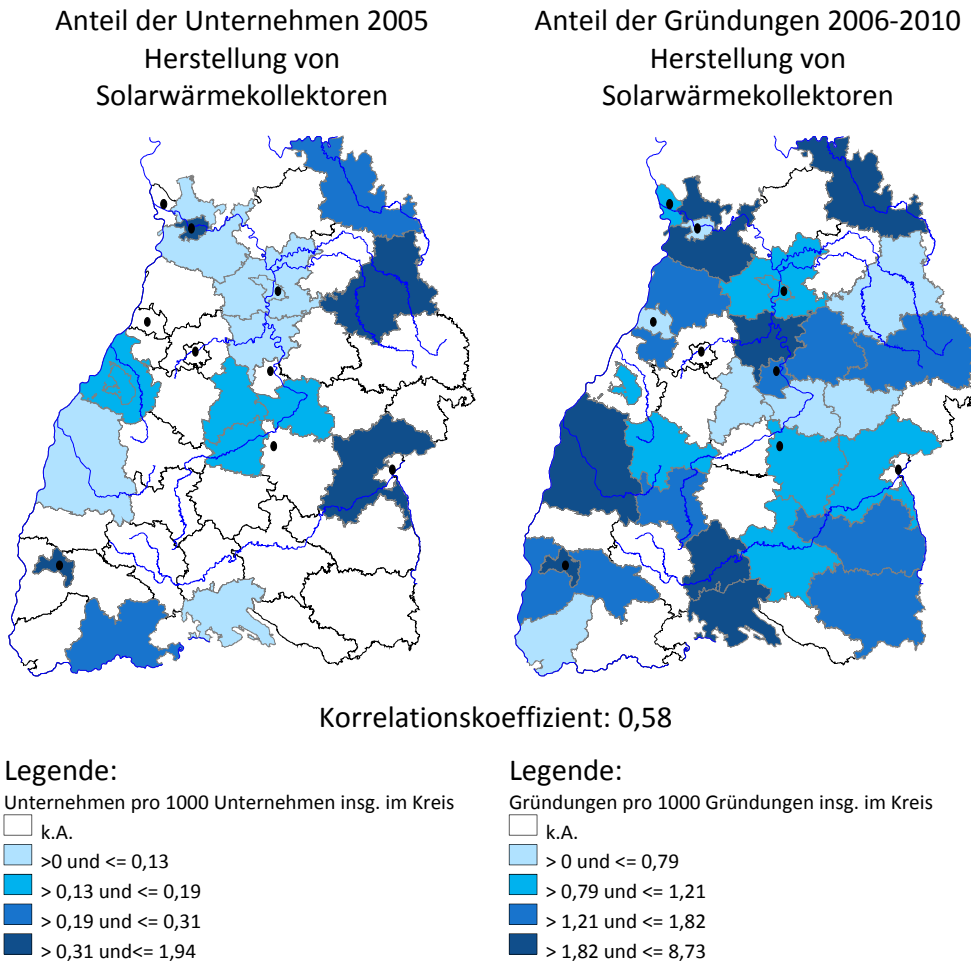 Anteil der Unternehmen 2005
Herstellung von
Solarwärmekollektoren
Anteil der Gründungen 2006-2010
Herstellung von
Solarwärmekollektoren
Korrelationskoeffizient: 0,58
Legende:
Unternehmen pro 1000 Unternehmen insg. im Kreis
k.A.
>0 und <= 0,13
> 0,13 und <= 0,19
> 0,19 und <= 0,31
> 0,31 und<= 1,94
Legende:
Gründungen pro 1000 Gründungen insg. im Kreis
k.A.
> 0 und <= 0,79
> 0,79 und <= 1,21
> 1,21 und <= 1,82
> 1,82 und <= 8,73